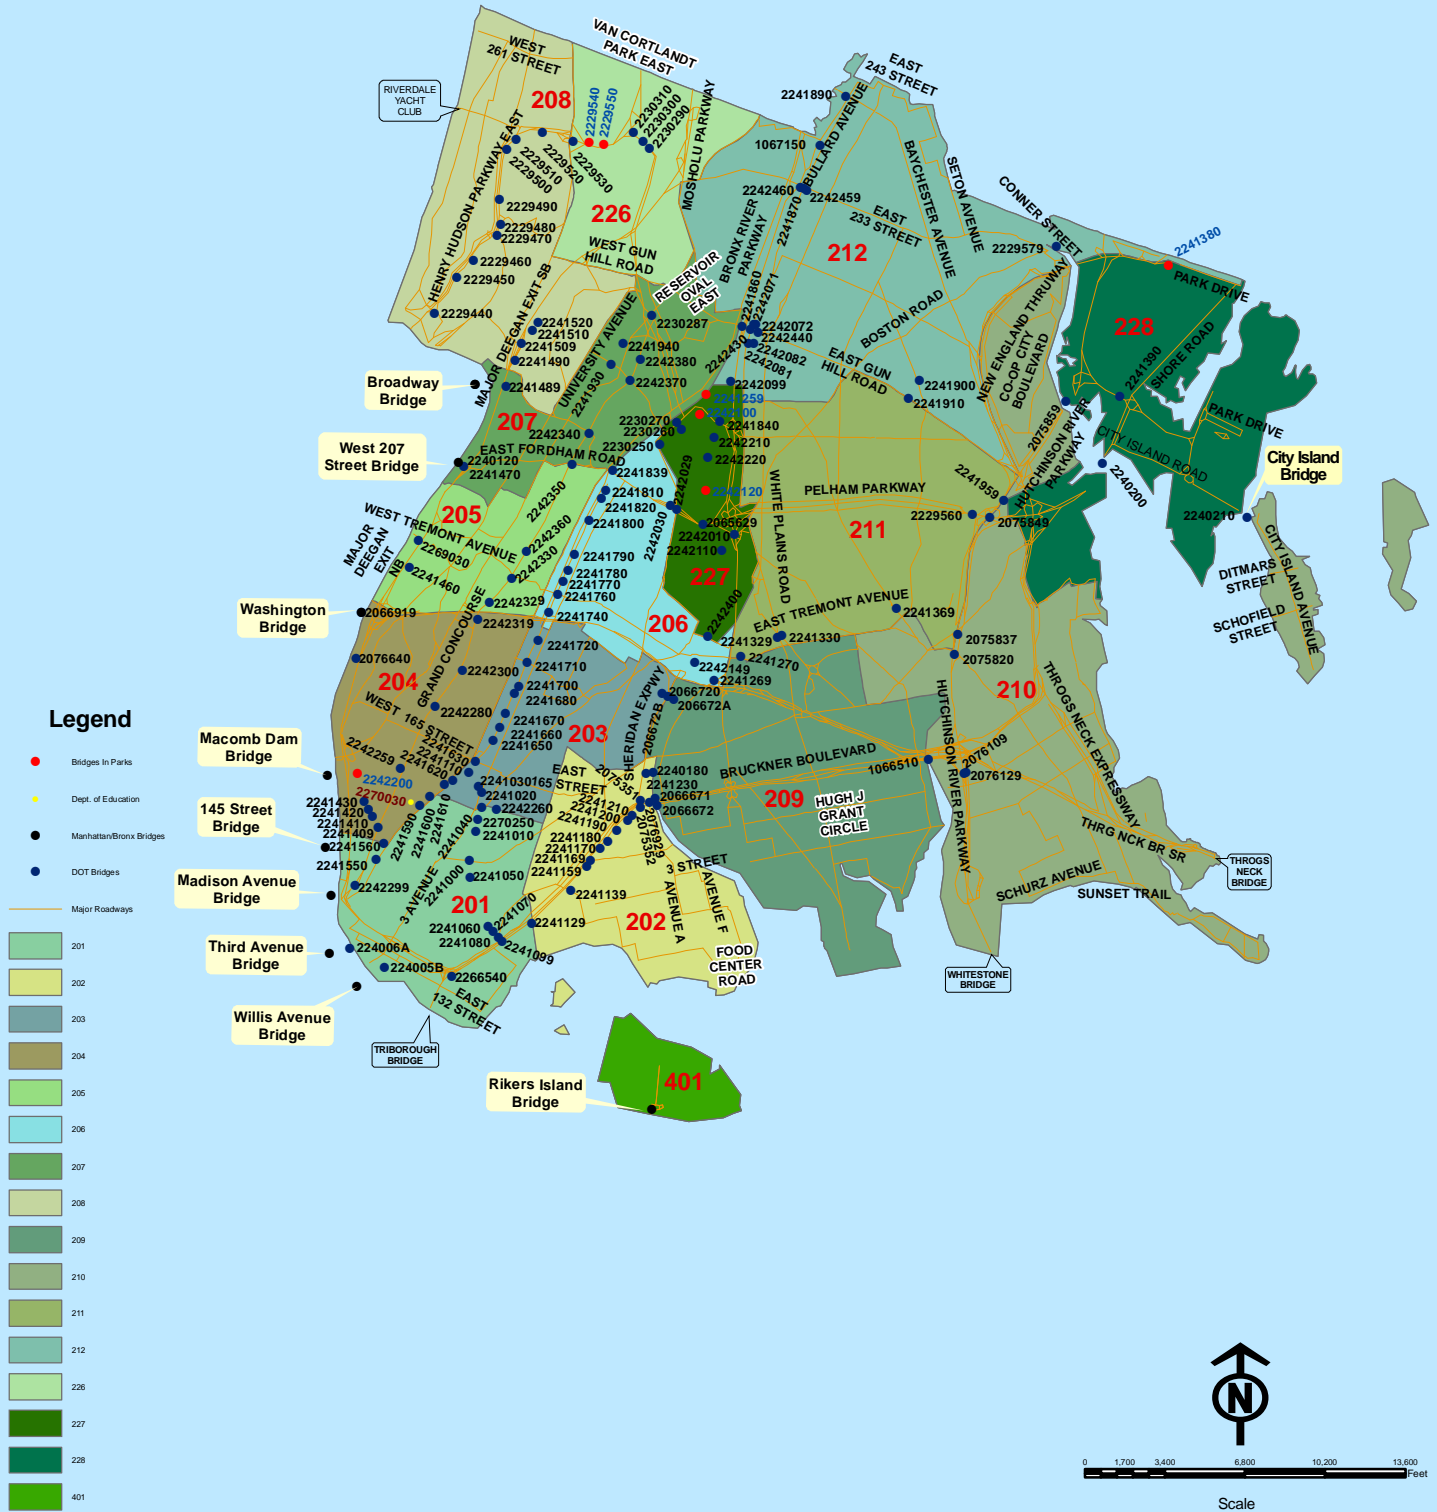 VAN CORTLANDT
PARK EAST
WEST
261 STREET
EAST
243 STREET
RIVERDALE
YACHT
CLUB
208
2229540
2229550
2230310
2230300
2230290
MOSHOLU PARKWAY
2241890
BULLARD AVENUE
1067150
BAYCHESTER AVENUE
SETON AVENUE
HENRY HUDSON PARKWAY EAST
2229520
2229510
2229500
2229530
2242460
2242459
2241870
CONNER STREET
2229490
226
EAST
233 STREET
2229480
2229470
BRONX RIVER
PARKWAY
212
2229579
2241380
WEST GUN
HILL ROAD
2229460
2229450
RESERVOIR
OVAL
EAST
PARK DRIVE
MAJOR DEEGAN EXIT SB
2241860
2242071
BOSTON ROAD
NEW ENGLAND THRUWAY
CO-OP CITY
BOULEVARD
2229440
2230287
2241520
2241510
2241509
2241490
UNIVERSITY AVENUE
2242072
2242440
2242430
2242082
2242081
228
2241390
SHORE ROAD
2241940
2242380
2241930
2242370
EAST GUN
HILL ROAD
Broadway
Bridge
2241489
2242099
2241259
2242100
2241900
2241910
2075859
PARK DRIVE
207
2230270
2230260
2230250
2241840
2242340
2242210
HUTCHINSON RIVER
PARKWAY
CITY ISLAND ROAD
West 207
Street Bridge
EAST FORDHAM ROAD
2240120
2241470
2241839
2242220
2242029
2240200
City Island
Bridge
2242350
2241810
2241820
2242120
WHITE PLAINS ROAD
PELHAM PARKWAY
2241959
205
WEST TREMONT AVENUE
2241800
2242030
2065629
2242010
211
2229560
2075849
2240210
MAJOR
DEEGAN
EXIT
NB
2242360
2269030
2242330
2241790
2242110
CITY ISLAND AVENUE
DITMARS
STREET
2241460
2241780
2241770
2241760
227
GRAND CONCOURSE
2242329
2242400
Washington
Bridge
2066919
2241740
2242319
206
EAST TREMONT AVENUE
2241369
SCHOFIELD
STREET
2241720
2241329
2241330
2075837
2076640
2241710
2241270
2075820
2242300
2242149
204
2241700
2241680
2241269
SHERIDAN EXPWY
2066720
206672A
206672B
210
WEST 165 STREET
2242280
2241670
2241660
2241650
203
HUTCHINSON RIVER PARKWAY
THROGS NECK EXPRESSWAY
Legend
Macomb Dam
Bridge
2242259
2241630
2241110
2241620
BRUCKNER BOULEVARD
1066510
2076109
2076129
Bridges In Parks
2242200
2270030
2241030
165
EAST
STREET
2240180
2241230
2075351
2066671
2066672
209
HUGH J
GRANT
CIRCLE
Dept. of Education
145 Street
Bridge
2241430
2241420
2241410
2241409
2241020
2242260
2270250
2241010
2241210
2241200
2241190
2241180
2241170
2241169
2241159
2076929
2075352
Manhattan/Bronx Bridges
2241560
2241550
2241600
2241610
2241040
3 STREET
THRG NCK BR SR
THROGS
NECK
BRIDGE
DOT Bridges
Madison Avenue
Bridge
2242299
2241000
2241050
2241139
AVENUE A
AVENUE F
SCHURZ AVENUE
SUNSET TRAIL
Major Roadways
3 AVENUE
201
2241070
2241060
2241080
2241099
2241129
202
Third Avenue
Bridge
224006A
224005B
2266540
EAST
132 STREET
FOOD
CENTER
ROAD
WHITESTONE
BRIDGE
Willis Avenue
Bridge
TRIBOROUGH
BRIDGE
Rikers Island
Bridge
401
201
202
203
204
205
206
207
208
209
210
211
212
226
227
228
401
N
0 1,700 3,400 6,800 10,200 13,600
Feet
Scale